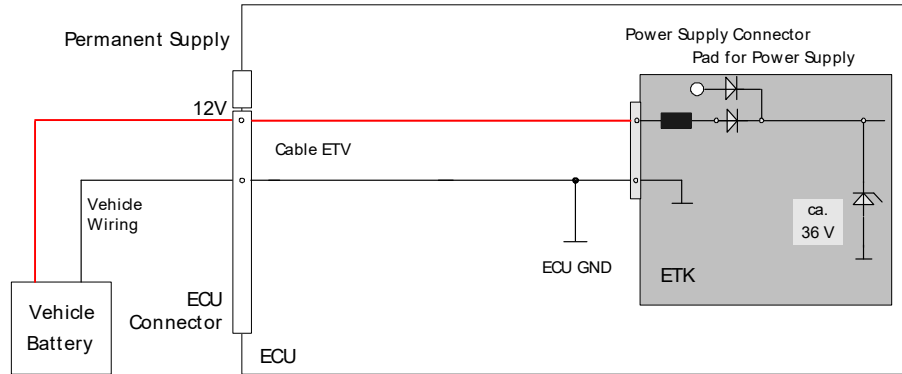 Permanent Supply
Power Supply Connector
Pad for Power Supply
12V
Cable ETV
Vehicle
Wiring
ca.
36 V
ECU GND
ETK
ECU
Connector
Vehicle
Battery
ECU